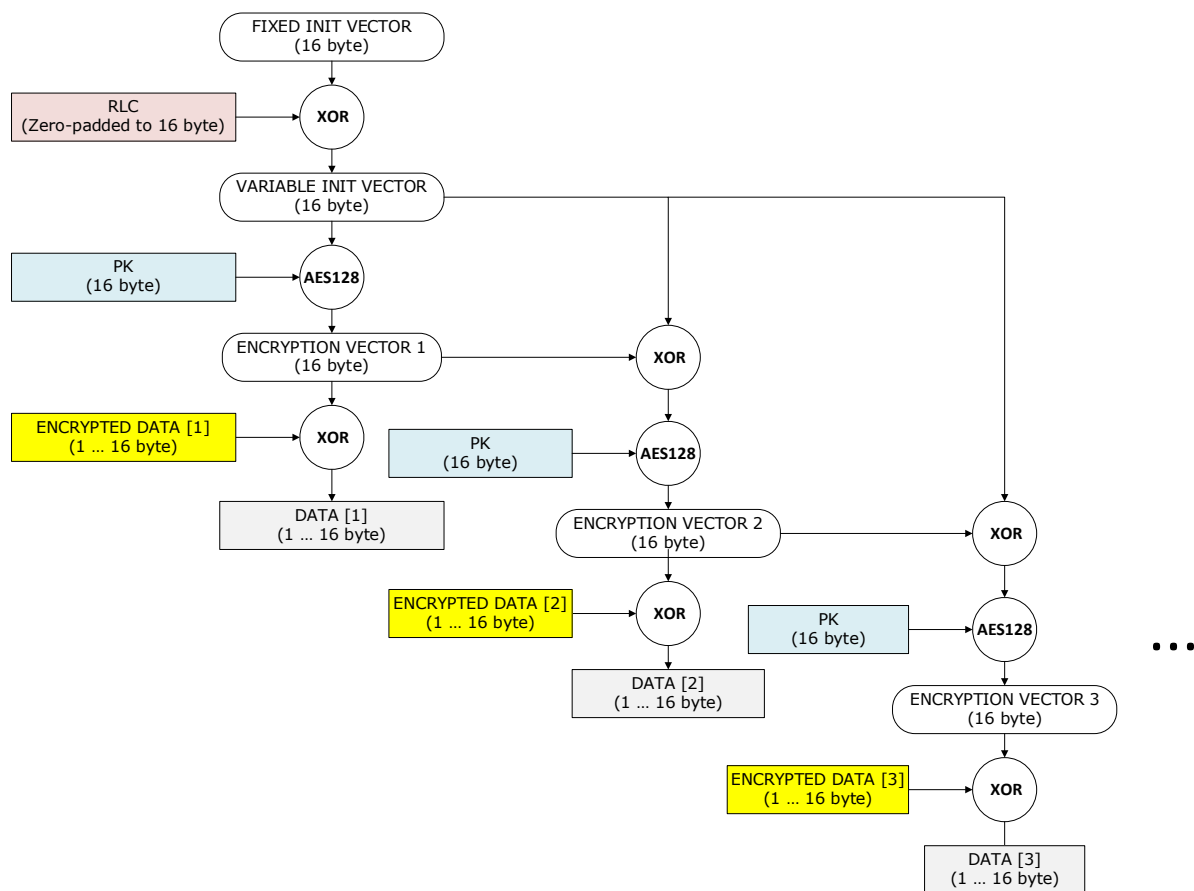 FIXED INIT VECTOR
(16 byte)
RLC
(Zero-padded to 16 byte)
XOR
VARIABLE INIT VECTOR
(16 byte)
PK
(16 byte)
AES128
ENCRYPTION VECTOR 1
(16 byte)
XOR
ENCRYPTED DATA [1]
(1 ... 16 byte)
XOR
PK
(16 byte)
AES128
DATA [1]
(1 ... 16 byte)
ENCRYPTION VECTOR 2
(16 byte)
XOR
ENCRYPTED DATA [2]
(1 ... 16 byte)
XOR
PK
(16 byte)
AES128
...
DATA [2]
(1 ... 16 byte)
ENCRYPTION VECTOR 3
(16 byte)
ENCRYPTED DATA [3]
(1 ... 16 byte)
XOR
DATA [3]
(1 ... 16 byte)